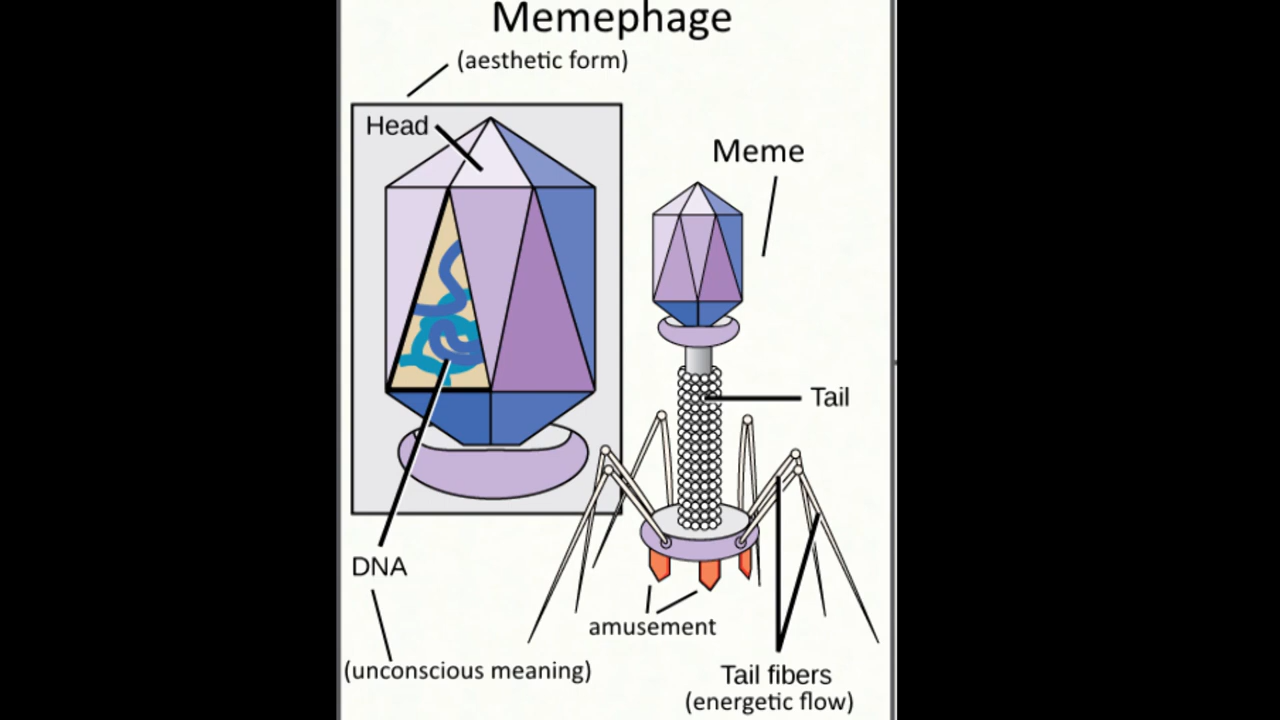 Memephage
(aesthetic form)
Head
Meme
Tail
DNA
amusement
(unconscious meaning)
Tail fibers
(energetic flow)